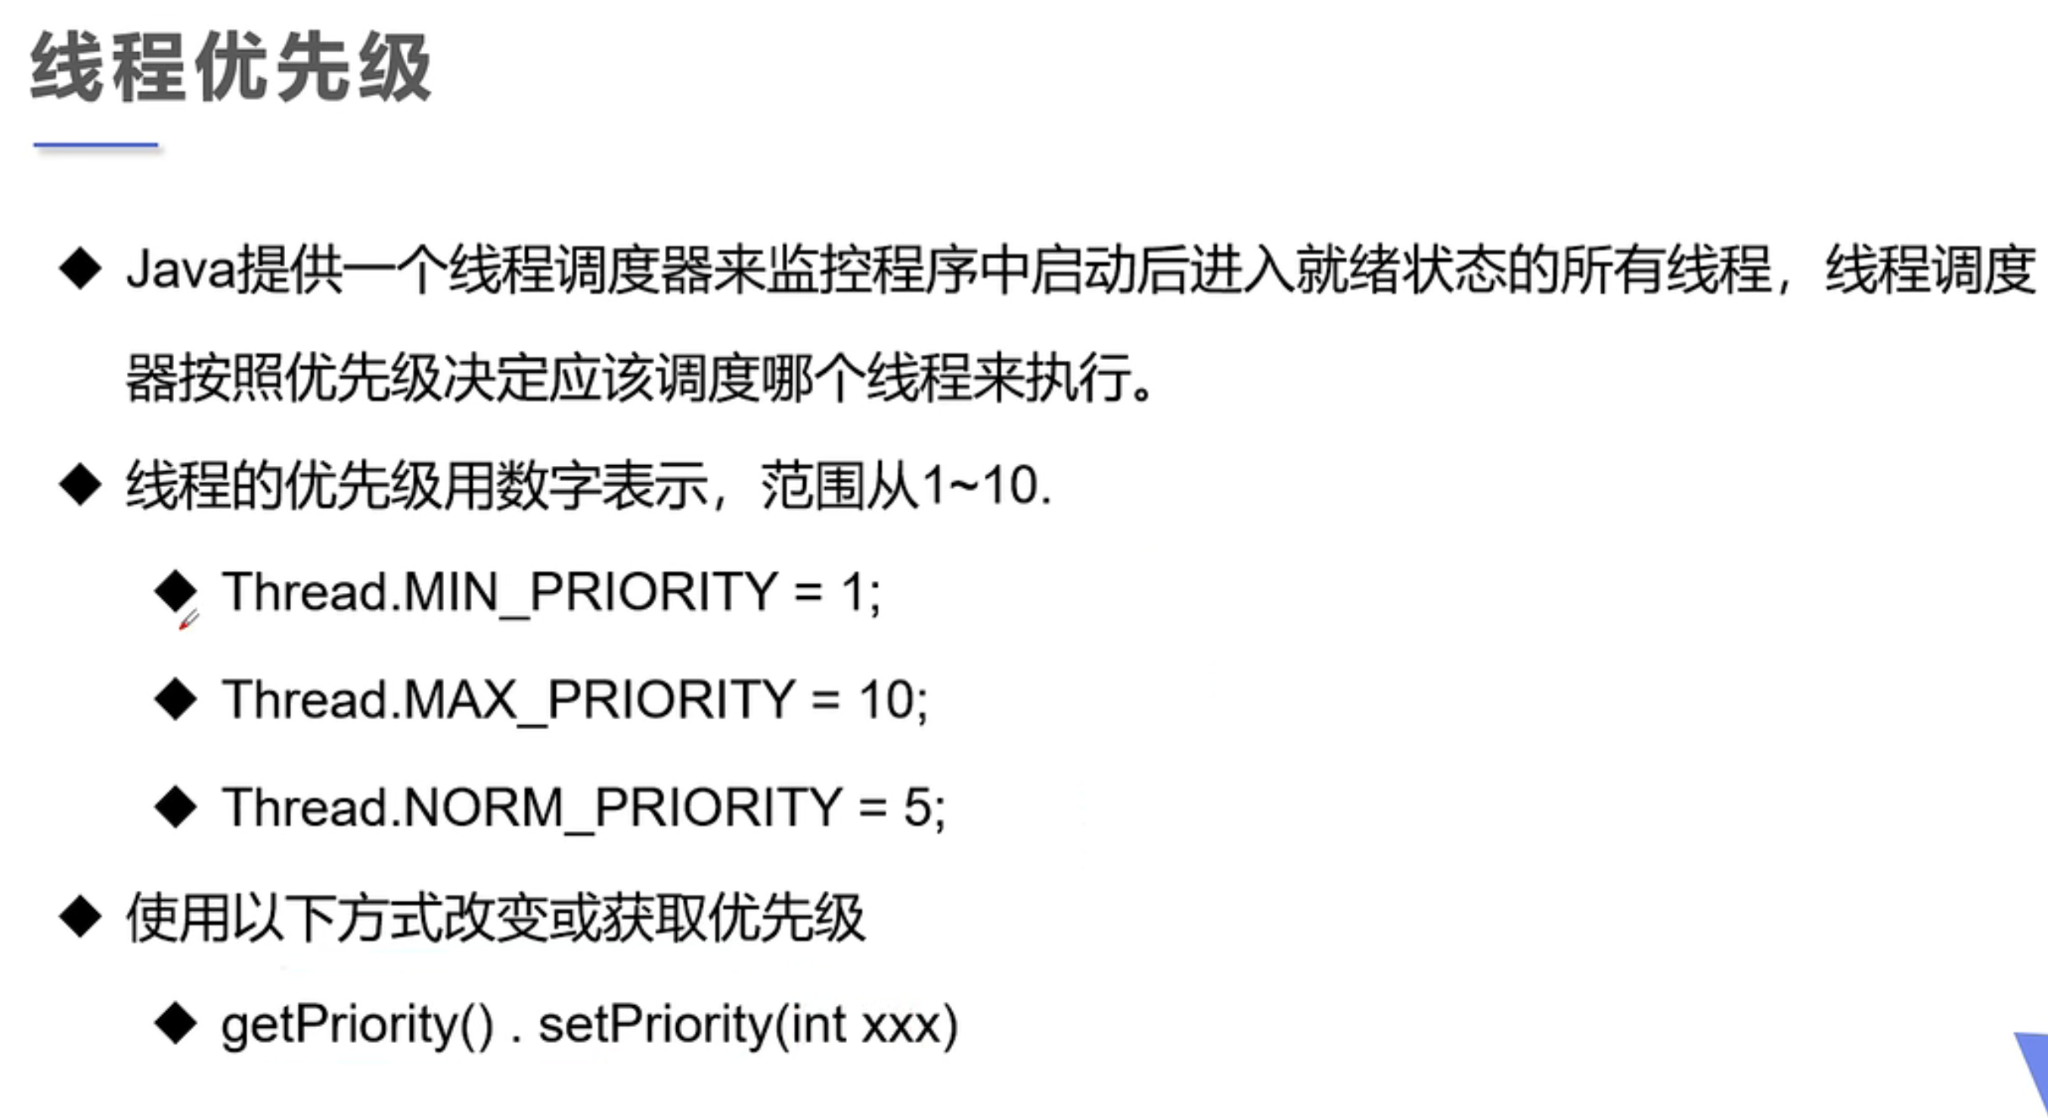 线程优先级
Java提供一个线程调度器来监控程序中启动后进入就绪状态的所有线程，线程调度
器按照优先级决定应该调度哪个线程来执行。
线程的优先级用数字表示，范围从1~10.
Thread.MIN_PRIORITY = 1;
Thread.MAX_PRIORITY = 10;
Thread.NORM_PRIORITY = 5;
使用以下方式改变或获取优先级
getPriority() . setPriority(int xxx)